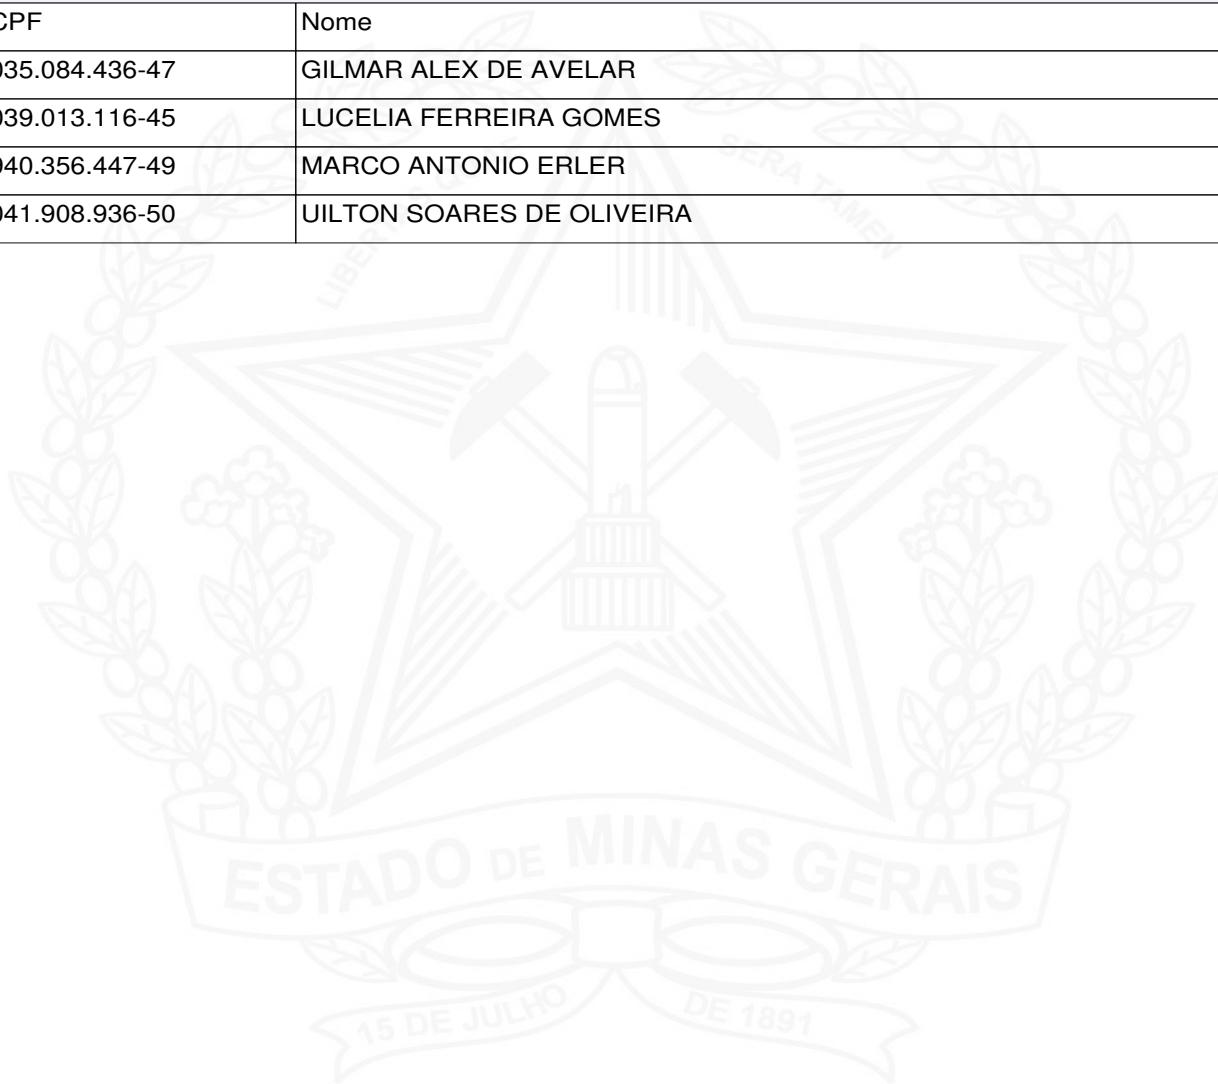 CPF Nome
035.084.436-47 GILMAR ALEX DE AVELAR
039.013.116-45 LUCELIA FERREIRA GOMES
040.356.447-49 MARCO ANTONIO ERLER
041.908.936-50 UILTON SOARES DE OLIVEIRA
LIBERTAS QUAE SERA TAMEN
ESTADO DE MINAS GERAIS
15 DE JULHO DE 1891